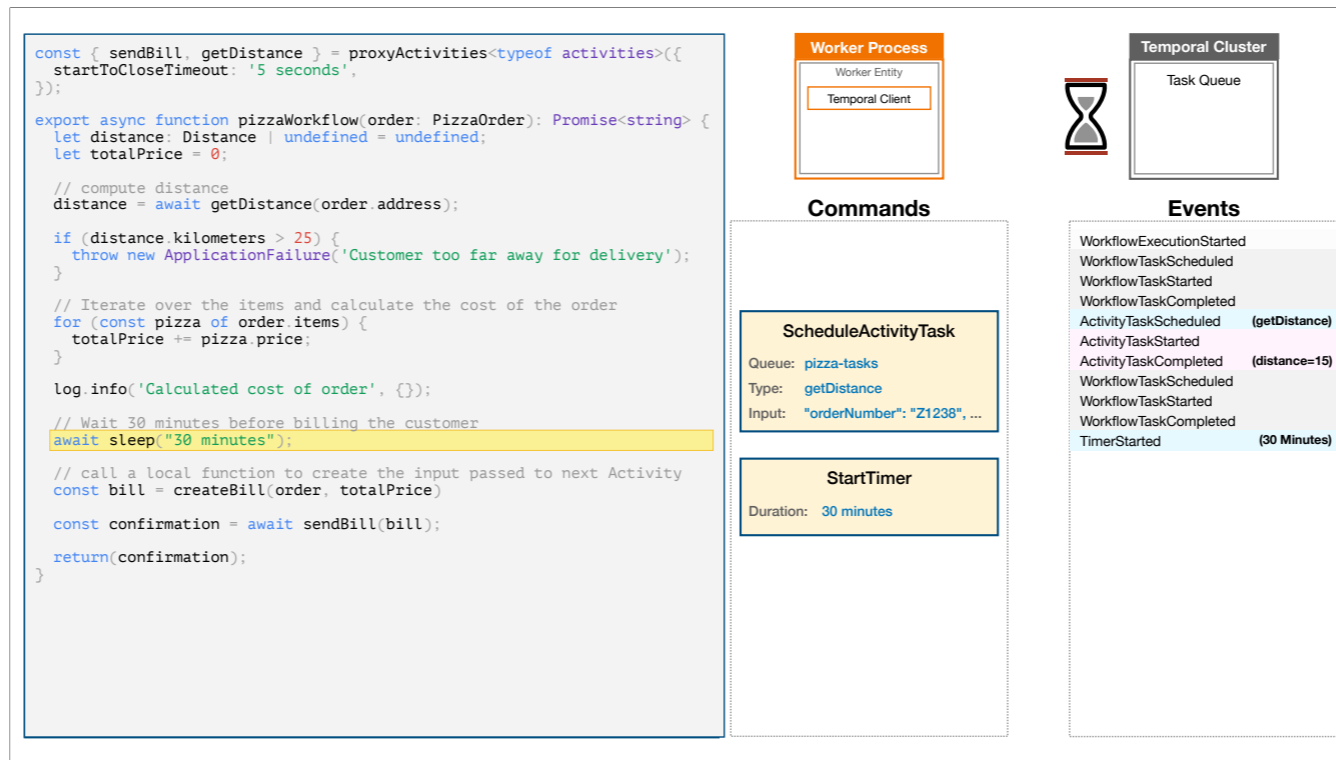 const { sendBill, getDistance } = proxyActivities<typeof activities>({
startToCloseTimeout: '5 seconds',
});
export async function pizzaWorkflow(order: PizzaOrder): Promise<string> {
let distance: Distance | undefined = undefined;
let totalPrice = 0;
// compute distance
distance = await getDistance(order.address);
if (distance.kilometers > 25) {
throw new ApplicationFailure('Customer too far away for delivery');
}
// Iterate over the items and calculate the cost of the order
for (const pizza of order.items) {
totalPrice += pizza.price;
}
log.info('Calculated cost of order', {});
// Wait 30 minutes before billing the customer
await sleep("30 minutes");
// call a local function to create the input passed to next Activity
const bill = createBill(order, totalPrice)
const confirmation = await sendBill(bill);
return(confirmation);
}
Worker Process
Worker Entity
Temporal Client
Temporal Cluster
Task Queue
Commands
ScheduleActivityTask
Queue: pizza-tasks
Type: getDistance
Input: "orderNumber": "Z1238", ...
StartTimer
Duration: 30 minutes
Events
WorkflowExecutionStarted
WorkflowTaskScheduled
WorkflowTaskStarted
WorkflowTaskCompleted
ActivityTaskScheduled (getDistance)
ActivityTaskStarted
ActivityTaskCompleted (distance=15)
WorkflowTaskScheduled
WorkflowTaskStarted
WorkflowTaskCompleted
TimerStarted (30 Minutes)